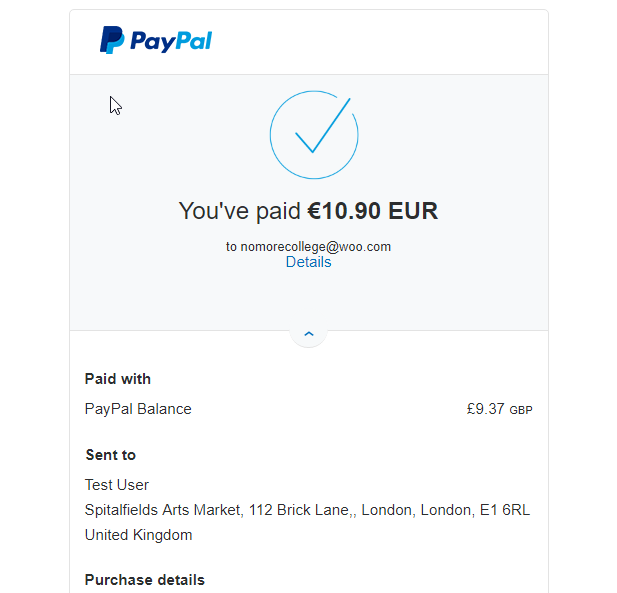 PayPal
You've paid €10.90 EUR
to nomorecollege@woo.com
Details
Paid with
PayPal Balance £9.37 GBP
Sent to
Test User
Spitalfields Arts Market, 112 Brick Lane,, London, London, E1 6RL
United Kingdom
Purchase details